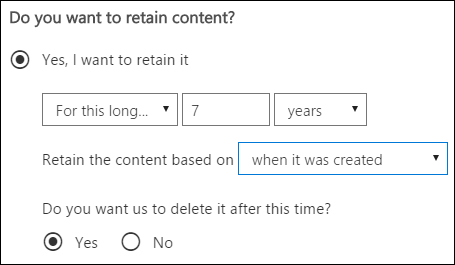 Do you want to retain content?
Yes, I want to retain it
For this long... 7 years
Retain the content based on when it was created
Do you want us to delete it after this time?
Yes No